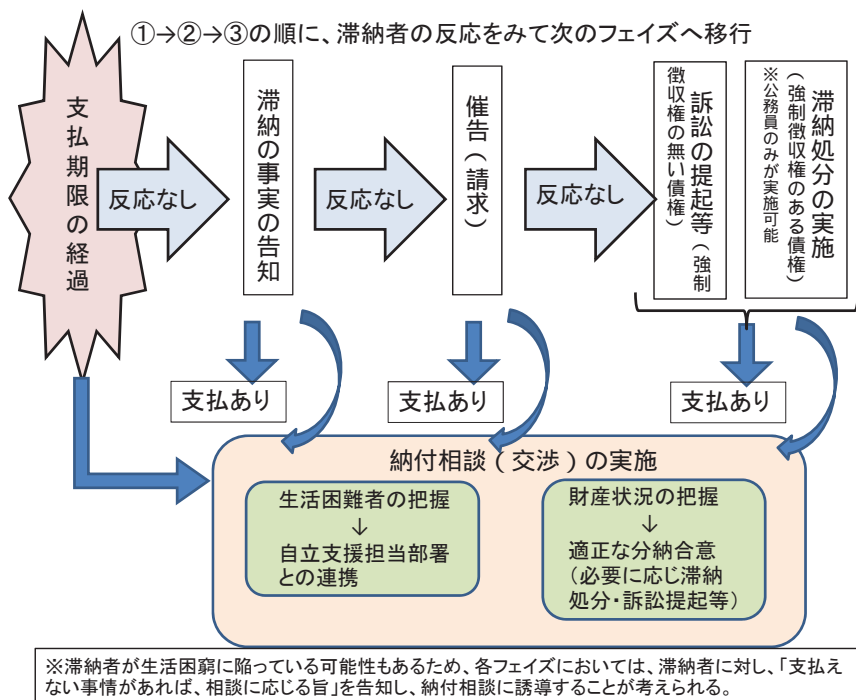 ①→②→③の順に、滞納者の反応をみて次のフェイズへ移行
支払期限の経過
反応なし
滞納の事実の告知
反応なし
催告(請求)
反応なし
訴訟の提起等(強制
徴収権の無い債権)
滞納処分の実施
(強制徴収権のある債権)
※公務員のみが実施可能
支払あり
支払あり
支払あり
納付相談(交渉)の実施
生活困難者の把握
↓
自立支援担当部署
との連携
財産状況の把握
↓
適正な分納合意
(必要に応じ滞納
処分・訴訟提起等)
※滞納者が生活困窮に陥っている可能性もあるため、各フェイズにおいては、滞納者に対し、「支払え
ない事情があれば、相談に応じる旨」を告知し、納付相談に誘導することが考えられる。